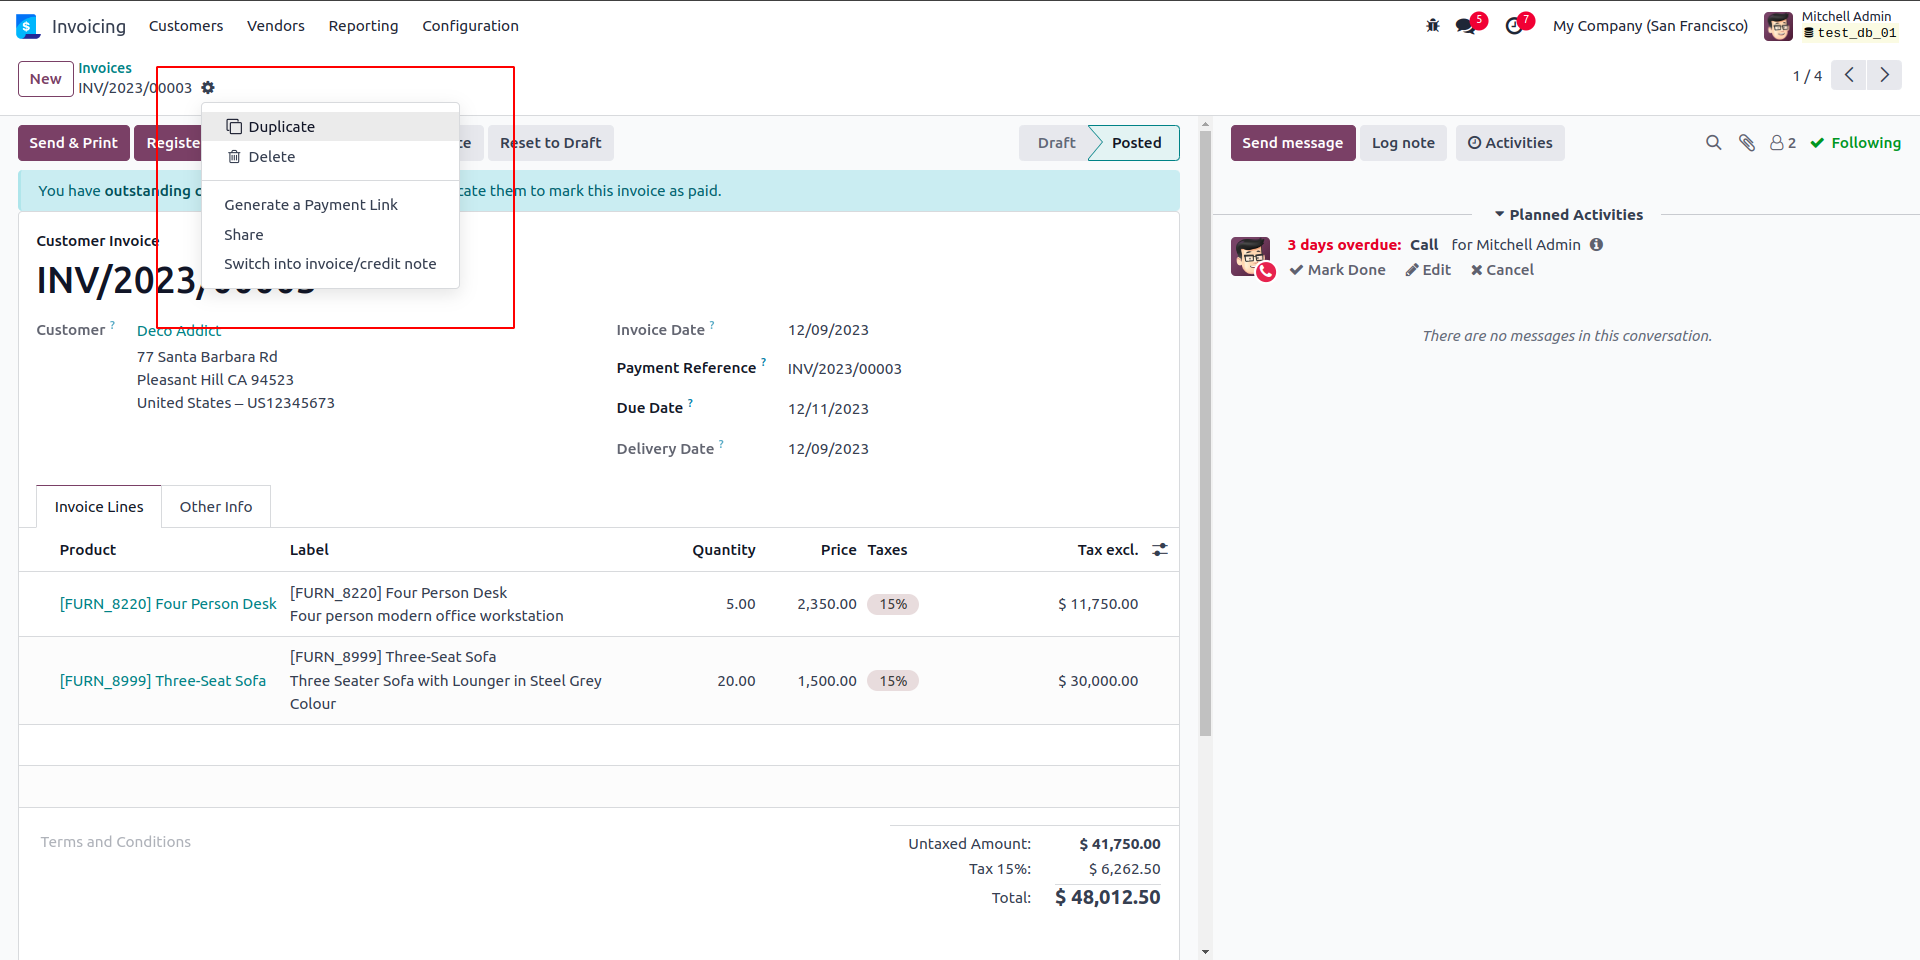 Invoicing Customers Vendors Reporting Configuration 5 7 My Company (San Francisco) Mitchell Admin
test_db_01
New Invoices
INV/2023/00003
1 / 4
Duplicate
Delete
Generate a Payment Link
Share
Switch into invoice/credit note
Send & Print Registe te Reset to Draft Draft Posted
You have outstanding c cate them to mark this invoice as paid.
Customer Invoice
INV/2023/00003
Customer ? Deco Addict
77 Santa Barbara Rd
Pleasant Hill CA 94523
United States – US12345673
Invoice Date ? 12/09/2023
Payment Reference ? INV/2023/00003
Due Date ? 12/11/2023
Delivery Date ? 12/09/2023
Invoice Lines Other Info
Product Label Quantity Price Taxes Tax excl.
[FURN_8220] Four Person Desk [FURN_8220] Four Person Desk 5.00 2,350.00 15% $ 11,750.00
Four person modern office workstation
[FURN_8999] Three-Seat Sofa
[FURN_8999] Three-Seat Sofa Three Seater Sofa with Lounger in Steel Grey 20.00 1,500.00 15% $ 30,000.00
Colour
Terms and Conditions
Untaxed Amount: $ 41,750.00
Tax 15%: $ 6,262.50
Total: $ 48,012.50
Send message Log note Activities 2 Following
Planned Activities
3 days overdue: Call for Mitchell Admin
Mark Done Edit Cancel
There are no messages in this conversation.